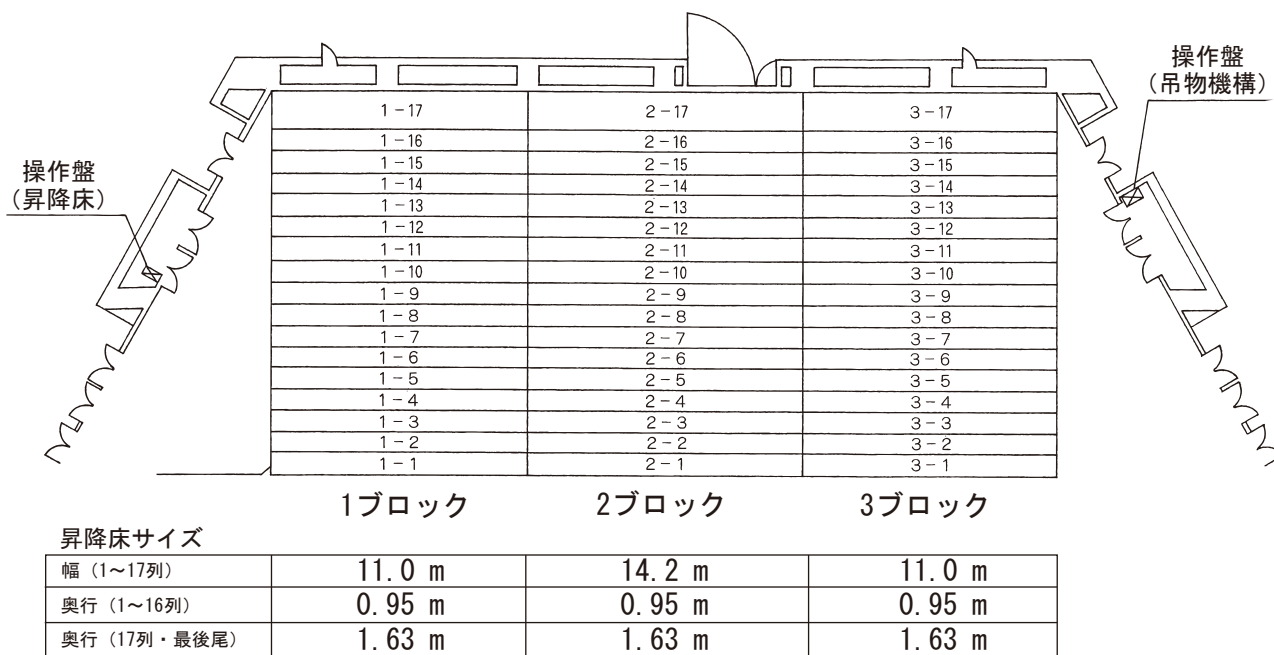 操作盤
(吊物機構)
操作盤
(昇降床)
1-17 2-17 3-17
1-16 2-16 3-16
1-15 2-15 3-15
1-14 2-14 3-14
1-13 2-13 3-13
1-12 2-12 3-12
1-11 2-11 3-11
1-10 2-10 3-10
1-9 2-9 3-9
1-8 2-8 3-8
1-7 2-7 3-7
1-6 2-6 3-6
1-5 2-5 3-5
1-4 2-4 3-4
1-3 2-3 3-3
1-2 2-2 3-2
1-1 2-1 3-1
1ブロック 2ブロック 3ブロック
昇降床サイズ
幅 (1~17列) 11.0 m 14.2 m 11.0 m
奥行 (1~16列) 0.95 m 0.95 m 0.95 m
奥行 (17列・最後尾) 1.63 m 1.63 m 1.63 m